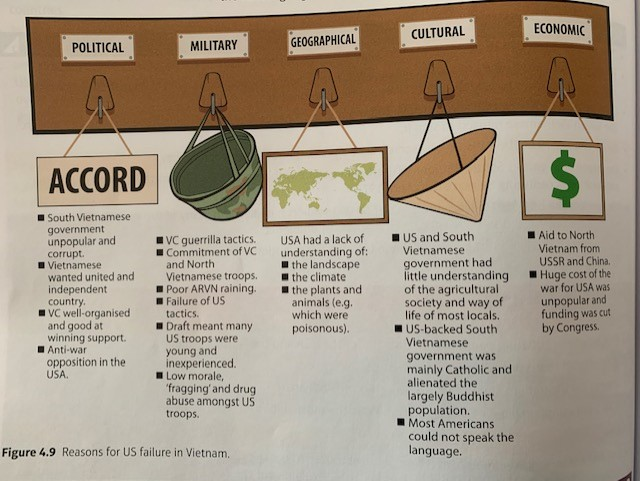 POLITICAL
MILITARY
GEOGRAPHICAL
CULTURAL
ECONOMIC
ACCORD
$
■ South Vietnamese
government
unpopular and
corrupt.
■ Vietnamese
wanted united and
independent
country.
■ VC well-organised
and good at
winning support.
■ Anti-war
opposition in the
USA.
■ VC guerrilla tactics.
■ Commitment of VC
and North
Vietnamese troops.
■ Poor ARVN raining.
■ Failure of US
tactics.
■ Draft meant many
US troops were
young and
inexperienced.
■ Low morale,
'fragging' and drug
abuse amongst US
troops.
USA had a lack of
understanding of:
■ the landscape
■ the climate
■ the plants and
animals (e.g.
which were
poisonous).
■ US and South
Vietnamese
government had
little understanding
of the agricultural
society and way of
life of most locals.
■ US-backed South
Vietnamese
government was
mainly Catholic and
alienated the
largely Buddhist
population.
■ Most Americans
could not speak the
language.
■ Aid to North
Vietnam from
USSR and China.
■ Huge cost of the
war for USA was
unpopular and
funding was cut
by Congress.
Figure 4.9 Reasons for US failure in Vietnam.